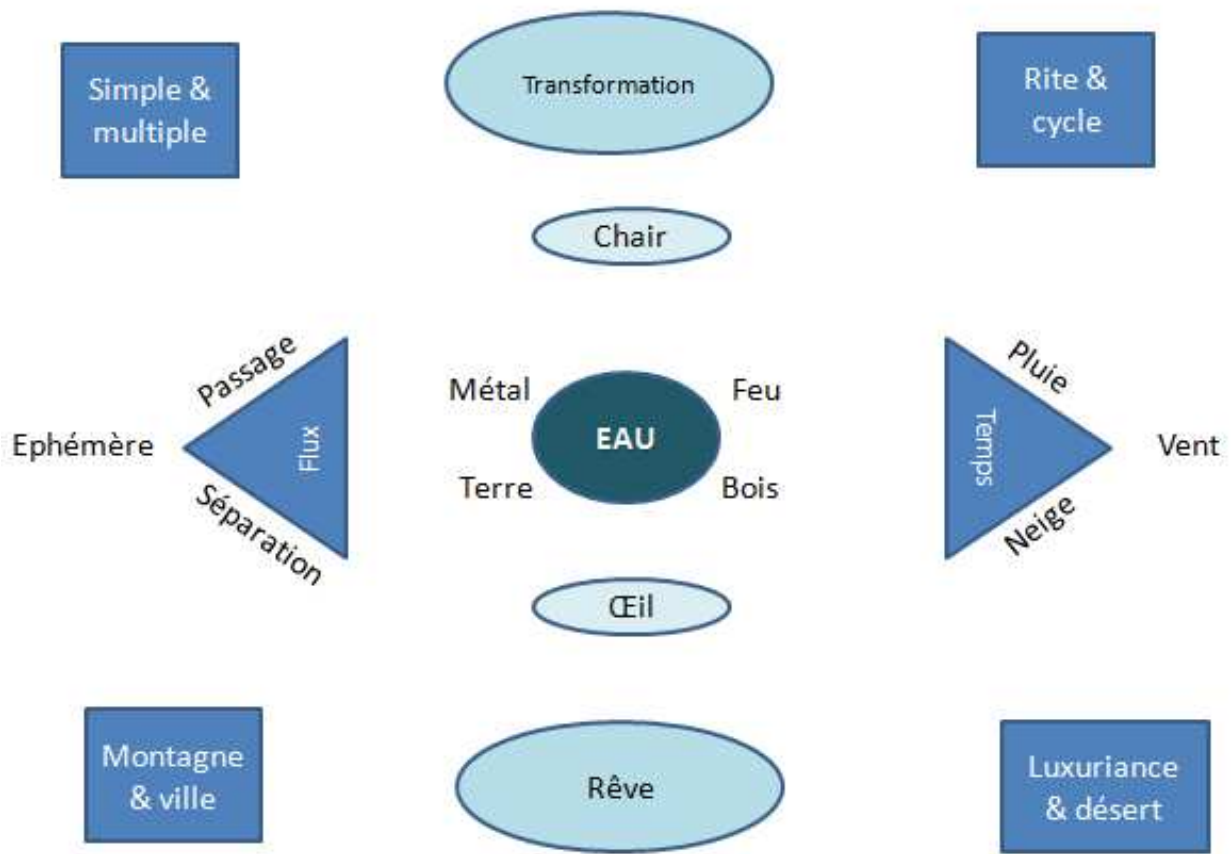 Simple &
multiple
Transformation
Rite &
cycle
Chair
Passage
Pluie
Métal
Feu
Ephémère
Flux
EAU
Temps
Vent
Terre
Bois
Séparation
Neige
Œil
Montagne
& ville
Rêve
Luxuriance
& désert